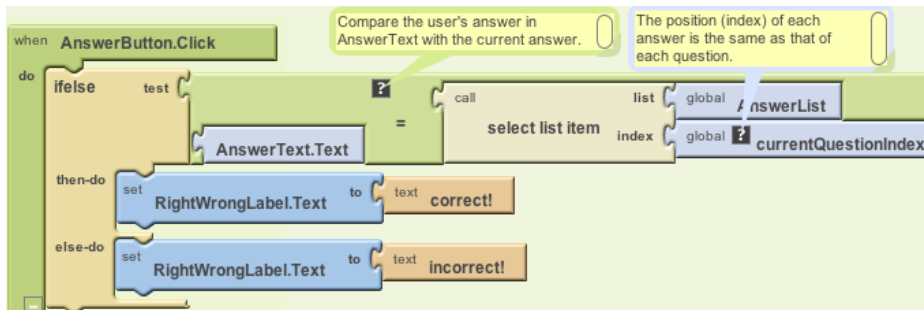 Compare the user's answer in
AnswerText with the current answer.
The position (index) of each
answer is the same as that of
each question.
when AnswerButton.Click
do
ifelse test
?
=
call
select list item
list
global AnswerList
index
global ? currentQuestionIndex
AnswerText.Text
then-do
set RightWrongLabel.Text to
text correct!
else-do
set RightWrongLabel.Text to
text incorrect!